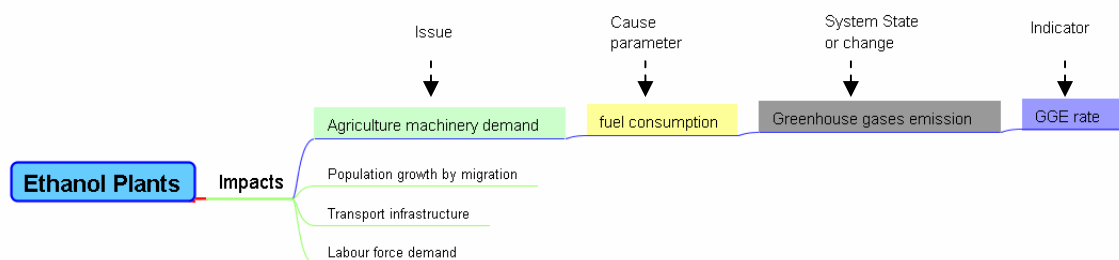 Issue
Cause
parameter
System State
or change
Indicator
Agriculture machinery demand
fuel consumption
Greenhouse gases emission
GGE rate
Ethanol Plants
Impacts
Population growth by migration
Transport infrastructure
Labour force demand